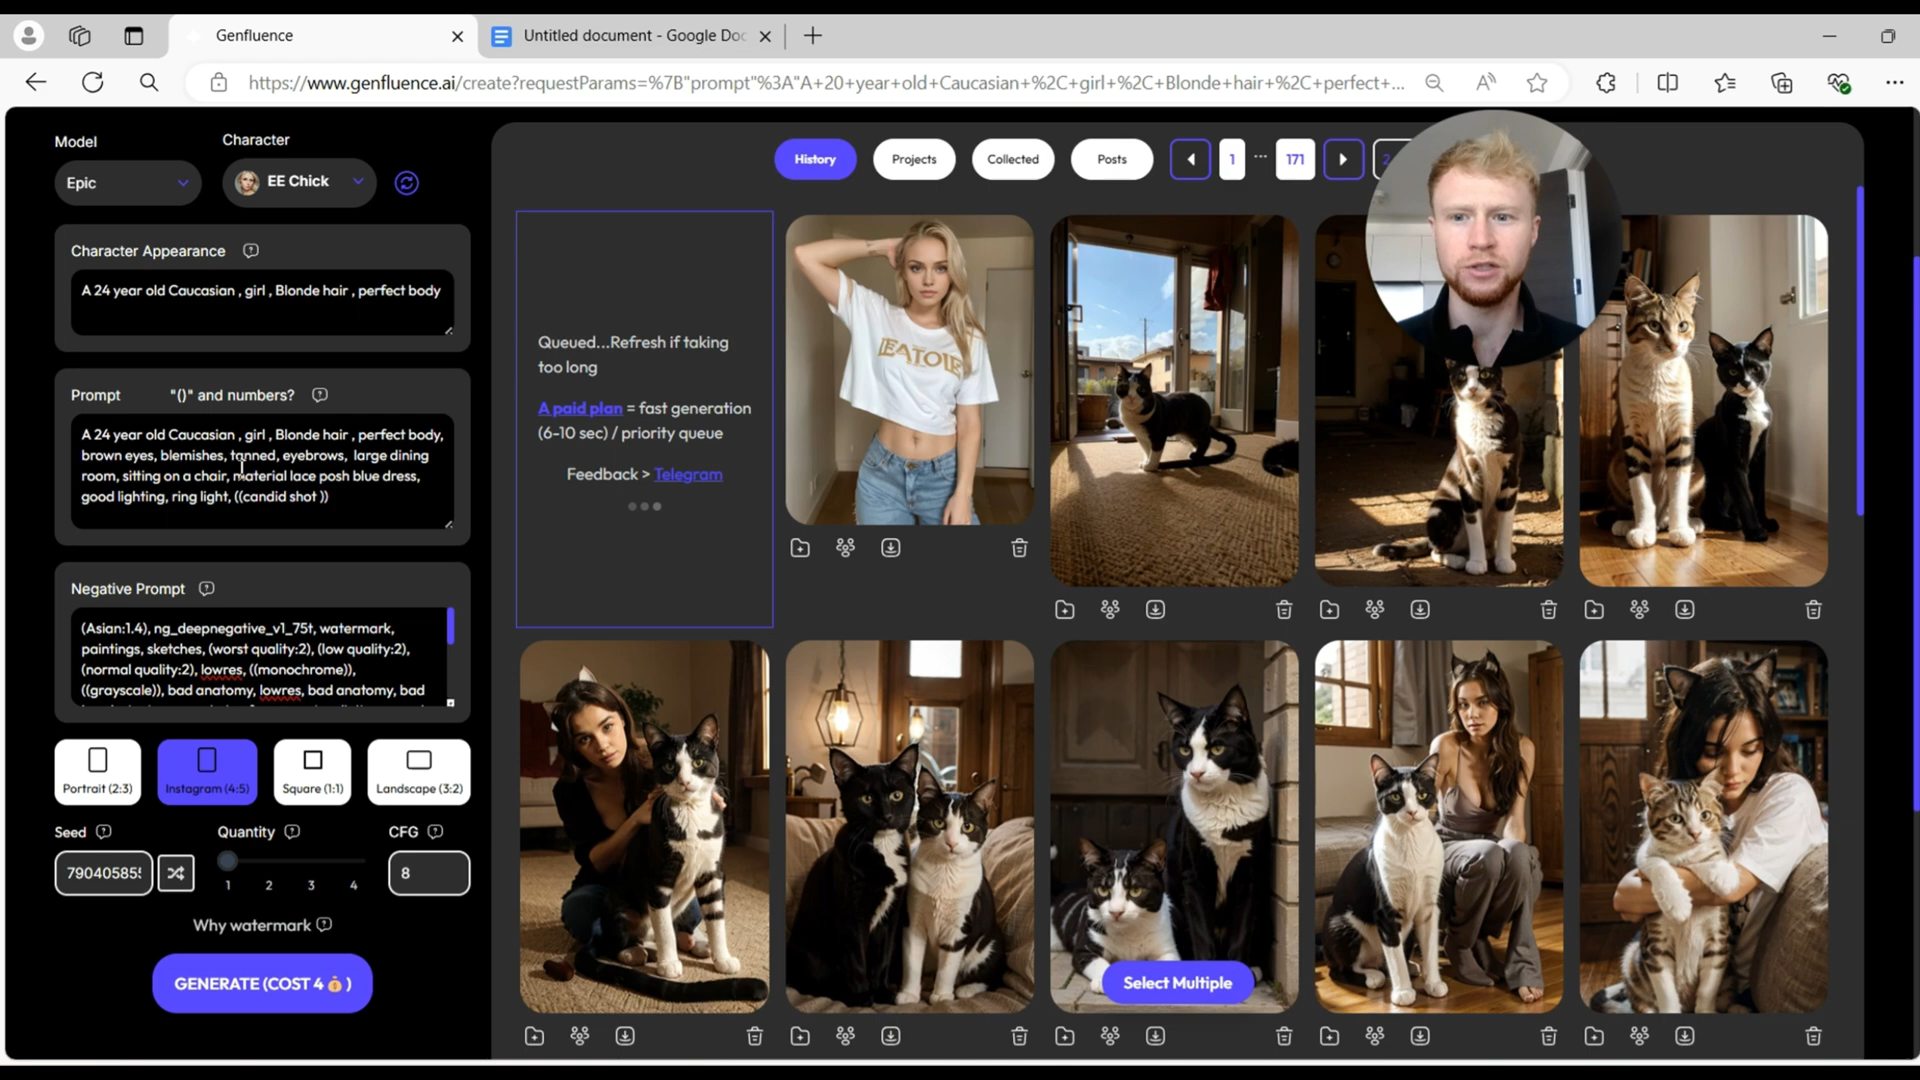 Genfluence
Untitled document - Google Doc
https://www.genfluence.ai/create?requestParams=%7B"prompt"%3A"A+20+year+old+Caucasian+%2C+girl+%2C+Blonde+hair+%2C+perfect+...
Model
Character
Epic
EE Chick
Character Appearance
A 24 year old Caucasian , girl , Blonde hair , perfect body
Prompt "()" and numbers?
A 24 year old Caucasian , girl , Blonde hair , perfect body,
brown eyes, blemishes, tanned, eyebrows, large dining
room, sitting on a chair, material lace posh blue dress,
good lighting, ring light, ((candid shot ))
Negative Prompt
(Asian:1.4), ng_deepnegative_v1_75t, watermark,
paintings, sketches, (worst quality:2), (low quality:2),
(normal quality:2), lowres, ((monochrome)),
((grayscale)), bad anatomy, lowres, bad anatomy, bad
Portrait (2:3)
Instagram (4:5)
Square (1:1)
Landscape (3:2)
Seed
Quantity
CFG
790405855
1 2 3 4
8
Why watermark
GENERATE (COST 4 💰)
History
Projects
Collected
Posts
1
...
171
2
Queued...Refresh if taking
too long
A paid plan = fast generation
(6-10 sec) / priority queue
Feedback > Telegram
Select Multiple